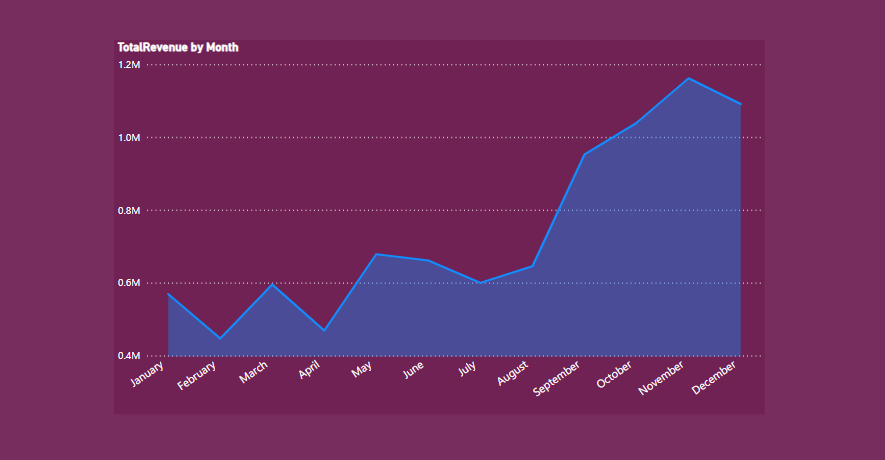 TotalRevenue by Month
1.2M
1.0M
0.8M
0.6M
0.4M
January
February
March
April
May
June
July
August
September
October
November
December